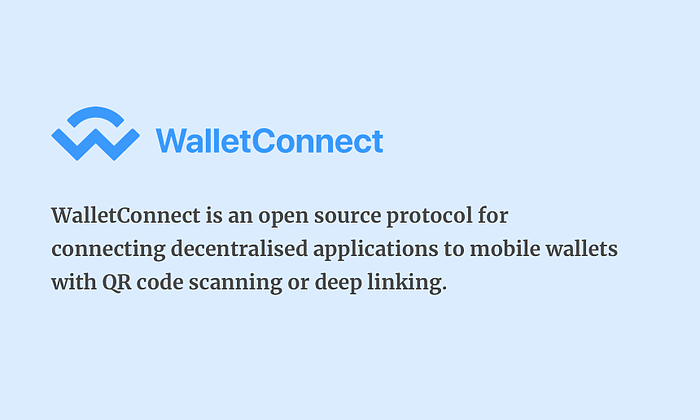 WalletConnect
WalletConnect is an open source protocol for
connecting decentralised applications to mobile wallets
with QR code scanning or deep linking.